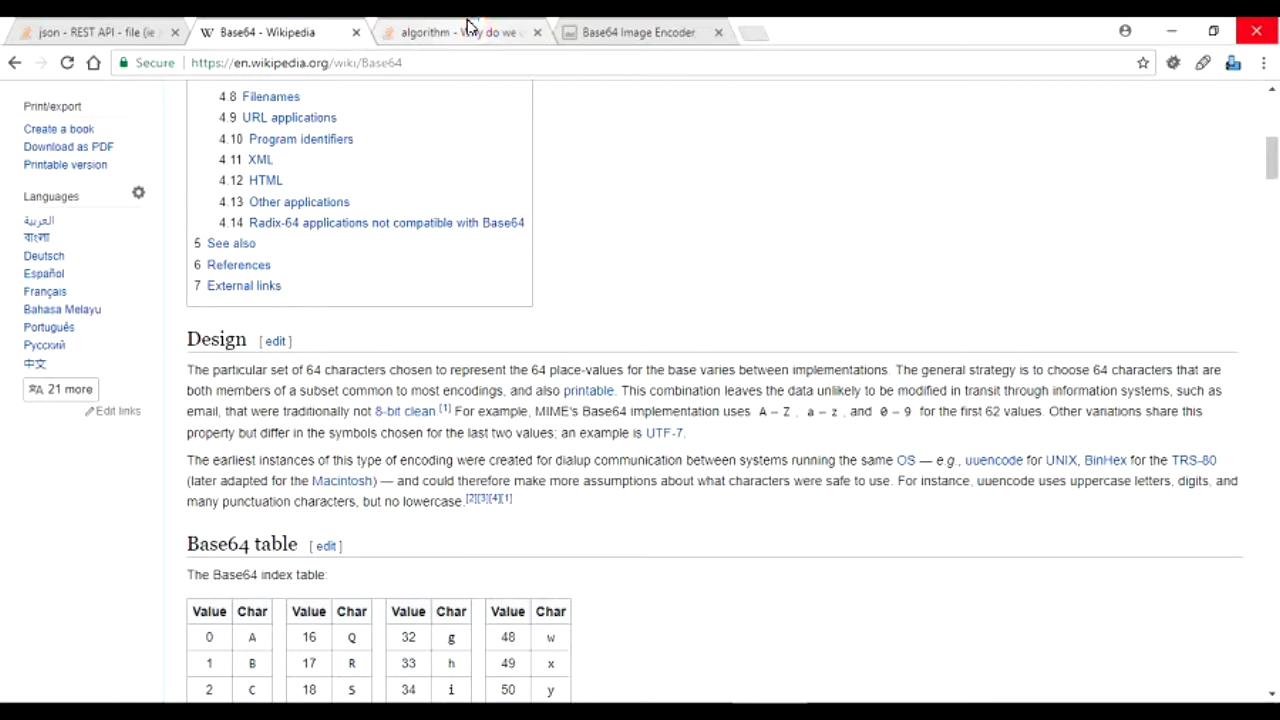 json - REST API - file (ie
Base64 - Wikipedia
algorithm - Why do we
Base64 Image Encoder
Secure
https://en.wikipedia.org/wiki/Base64
Print/export
Create a book
Download as PDF
Printable version
Languages
العربية
বাংলা
Deutsch
Español
Français
Bahasa Melayu
Português
Русский
中文
21 more
Edit links
4.8 Filenames
4.9 URL applications
4.10 Program identifiers
4.11 XML
4.12 HTML
4.13 Other applications
4.14 Radix-64 applications not compatible with Base64
5 See also
6 References
7 External links
Design [ edit ]
The particular set of 64 characters chosen to represent the 64 place-values for the base varies between implementations. The general strategy is to choose 64 characters that are
both members of a subset common to most encodings, and also printable. This combination leaves the data unlikely to be modified in transit through information systems, such as
email, that were traditionally not 8-bit clean.[1] For example, MIME's Base64 implementation uses A – Z , a – z , and 0 – 9 for the first 62 values. Other variations share this
property but differ in the symbols chosen for the last two values; an example is UTF-7.
The earliest instances of this type of encoding were created for dialup communication between systems running the same OS — e.g., uuencode for UNIX, BinHex for the TRS-80
(later adapted for the Macintosh) — and could therefore make more assumptions about what characters were safe to use. For instance, uuencode uses uppercase letters, digits, and
many punctuation characters, but no lowercase.[2][3][4][1]
Base64 table [ edit ]
The Base64 index table:
Value Char Value Char Value Char Value Char
0 A 16 Q 32 g 48 w
1 B 17 R 33 h 49 x
2 C 18 S 34 i 50 y